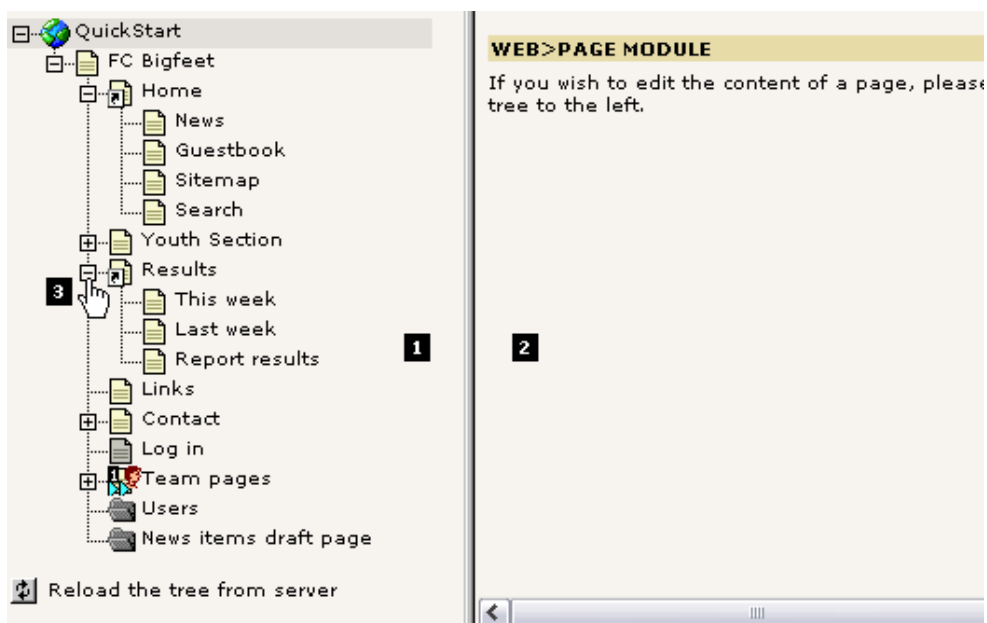 QuickStart
FC Bigfeet
Home
News
Guestbook
Sitemap
Search
Youth Section
Results
3
This week
Last week
Report results
1
Links
Contact
Log in
Team pages
Users
News items draft page
Reload the tree from server
WEB>PAGE MODULE
If you wish to edit the content of a page, please
tree to the left.
2